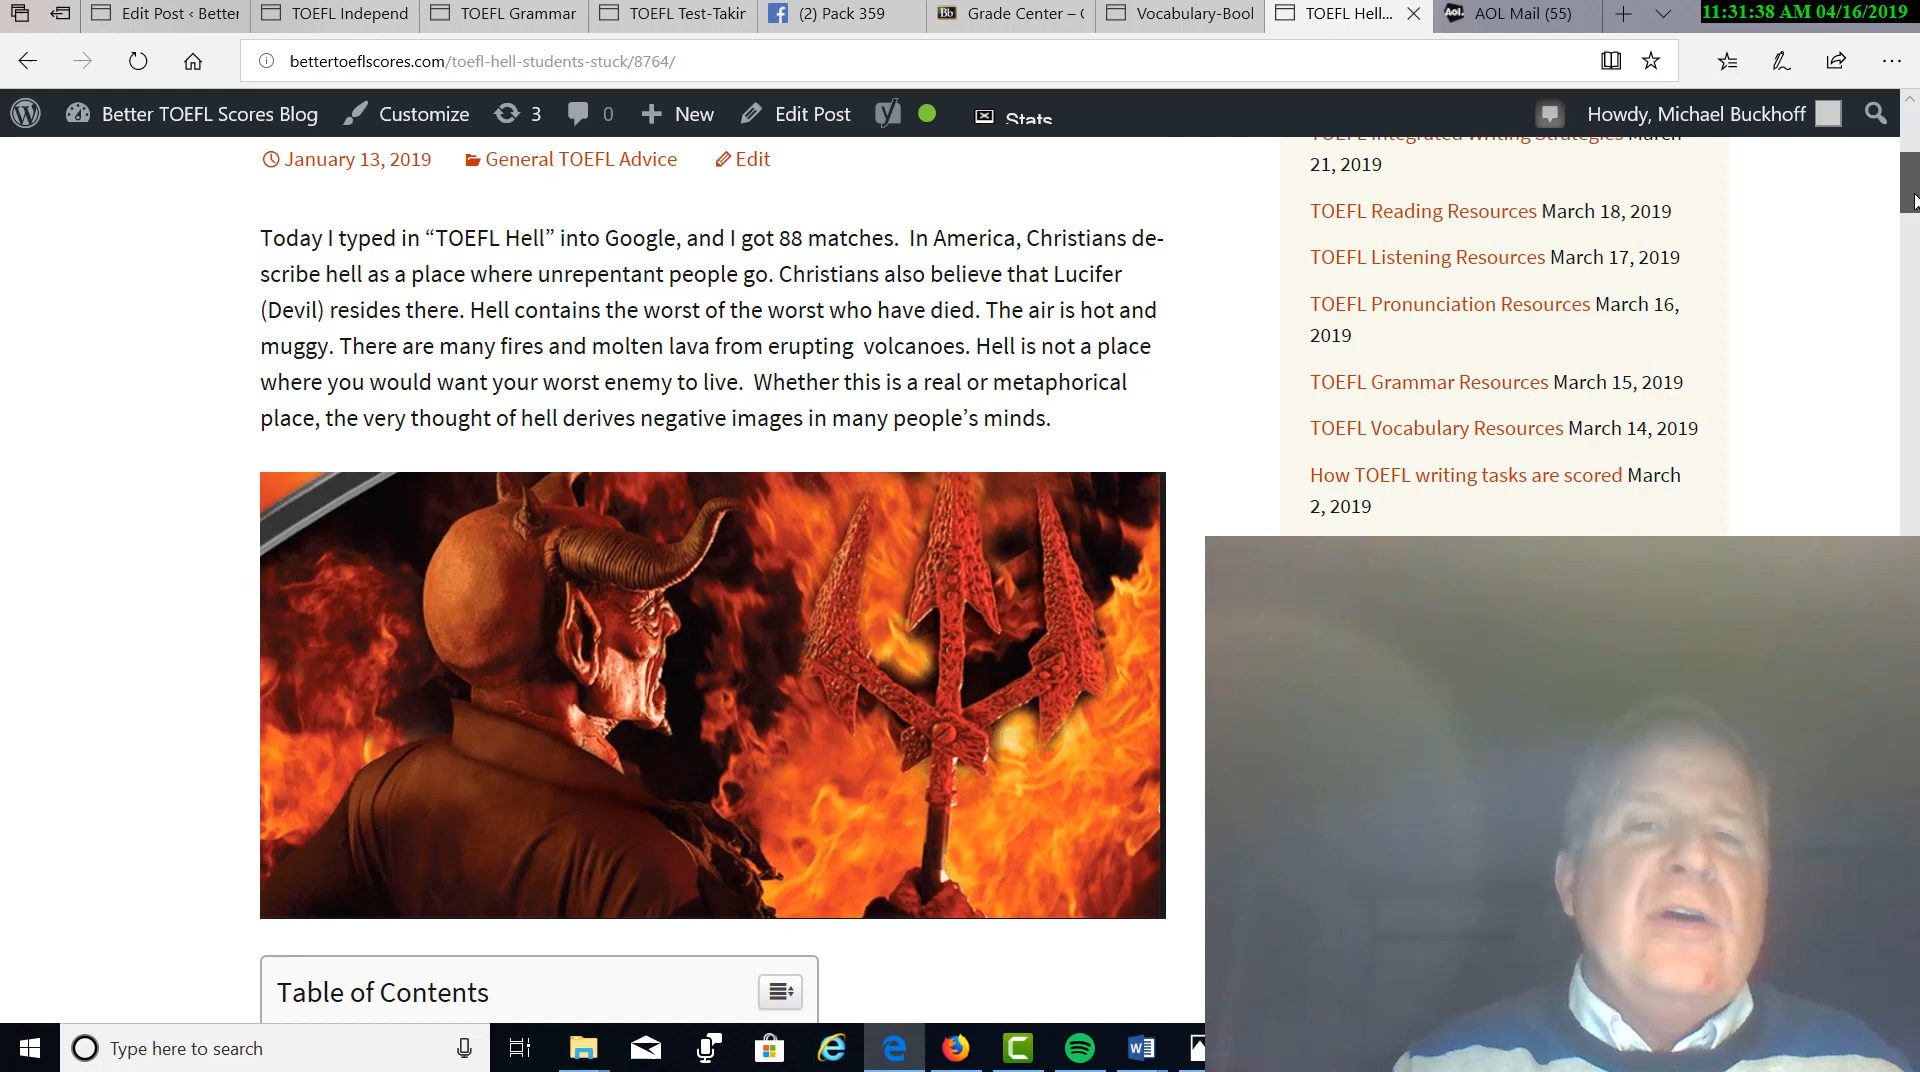 Edit Post ‹ Better
TOEFL Independ
TOEFL Grammar
TOEFL Test-Takin
(2) Pack 359
Grade Center –
Vocabulary-Bool
TOEFL Hell...
AOL Mail (55)
11:31:38 AM 04/16/2019
bettertoeflscores.com/toefl-hell-students-stuck/8764/
Better TOEFL Scores Blog
Customize
3
0
New
Edit Post
Stats
Howdy, Michael Buckhoff
January 13, 2019
General TOEFL Advice
Edit
Today I typed in “TOEFL Hell” into Google, and I got 88 matches. In America, Christians de-
scribe hell as a place where unrepentant people go. Christians also believe that Lucifer
(Devil) resides there. Hell contains the worst of the worst who have died. The air is hot and
muggy. There are many fires and molten lava from erupting volcanoes. Hell is not a place
where you would want your worst enemy to live. Whether this is a real or metaphorical
place, the very thought of hell derives negative images in many people’s minds.
Table of Contents
TOEFL Integrated Writing Strategies March
21, 2019
TOEFL Reading Resources March 18, 2019
TOEFL Listening Resources March 17, 2019
TOEFL Pronunciation Resources March 16,
2019
TOEFL Grammar Resources March 15, 2019
TOEFL Vocabulary Resources March 14, 2019
How TOEFL writing tasks are scored March
2, 2019
Type here to search